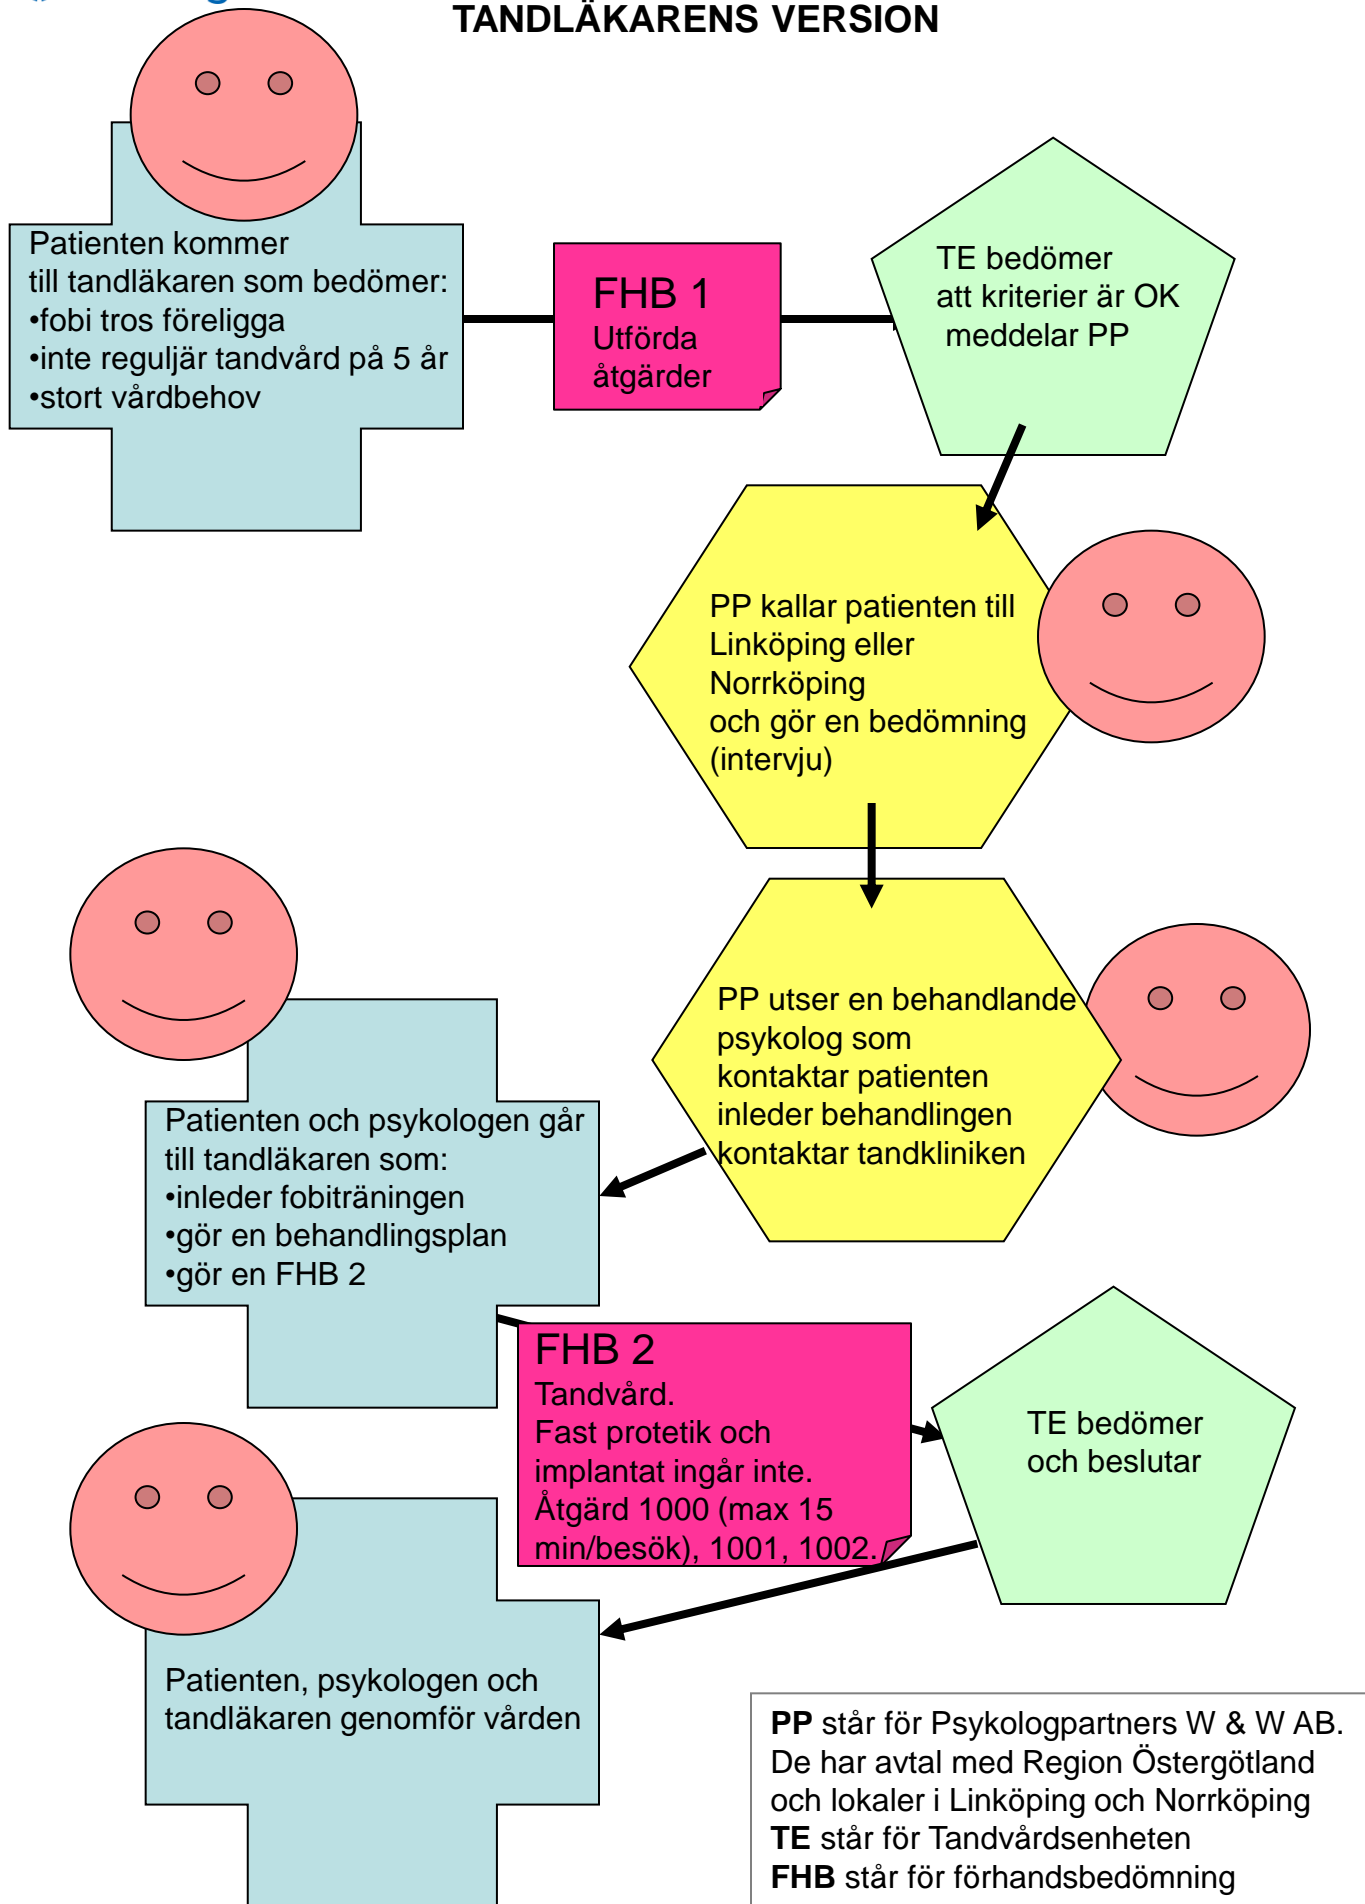 TANDLÄKARENS VERSION
Patienten kommer
till tandläkaren som bedömer:
•fobi tros föreligga
•inte reguljär tandvård på 5 år
•stort vårdbehov
FHB 1
Utförda
åtgärder
TE bedömer
att kriterier är OK
meddelar PP
PP kallar patienten till
Linköping eller
Norrköping
och gör en bedömning
(intervju)
PP utser en behandlande
psykolog som
kontaktar patienten
inleder behandlingen
kontaktar tandkliniken
Patienten och psykologen går
till tandläkaren som:
•inleder fobiträningen
•gör en behandlingsplan
•gör en FHB 2
FHB 2
Tandvård.
Fast protetik och
implantat ingår inte.
Åtgärd 1000 (max 15
min/besök), 1001, 1002.
TE bedömer
och beslutar
Patienten, psykologen och
tandläkaren genomför vården
PP står för Psykologpartners W & W AB.
De har avtal med Region Östergötland
och lokaler i Linköping och Norrköping
TE står för Tandvårdsenheten
FHB står för förhandsbedömning